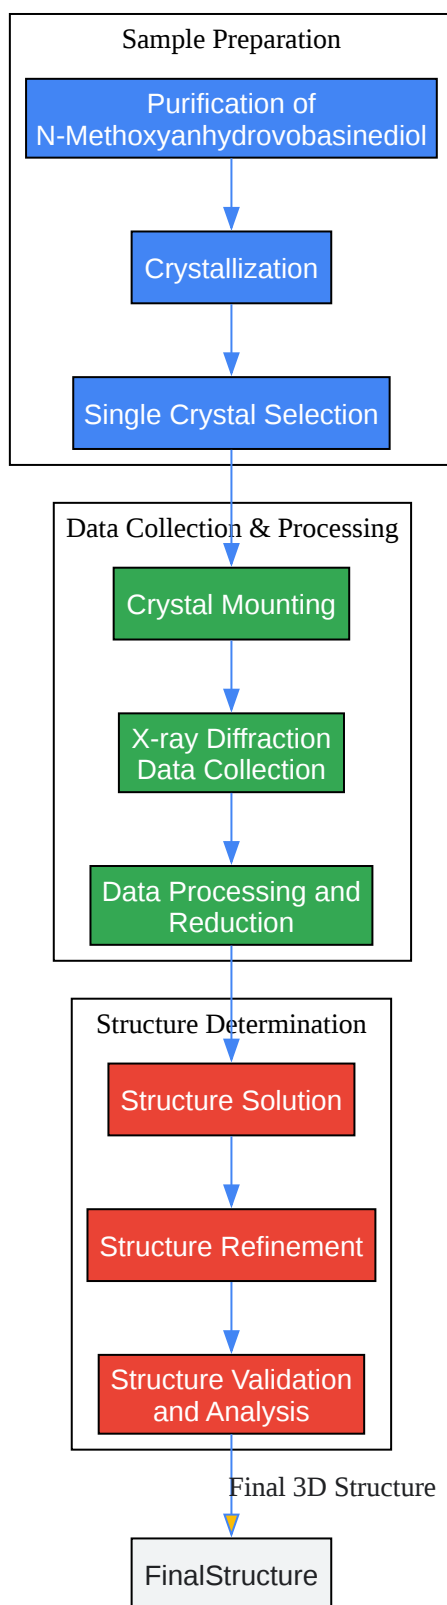 Sample Preparation
Purification of
N-Methoxyanhydrovobasinediol
Crystallization
Single Crystal Selection
Data Collection & Processing
Crystal Mounting
X-ray Diffraction
Data Collection
Data Processing and
Reduction
Structure Determination
Structure Solution
Structure Refinement
Structure Validation
and Analysis
Final 3D Structure
FinalStructure